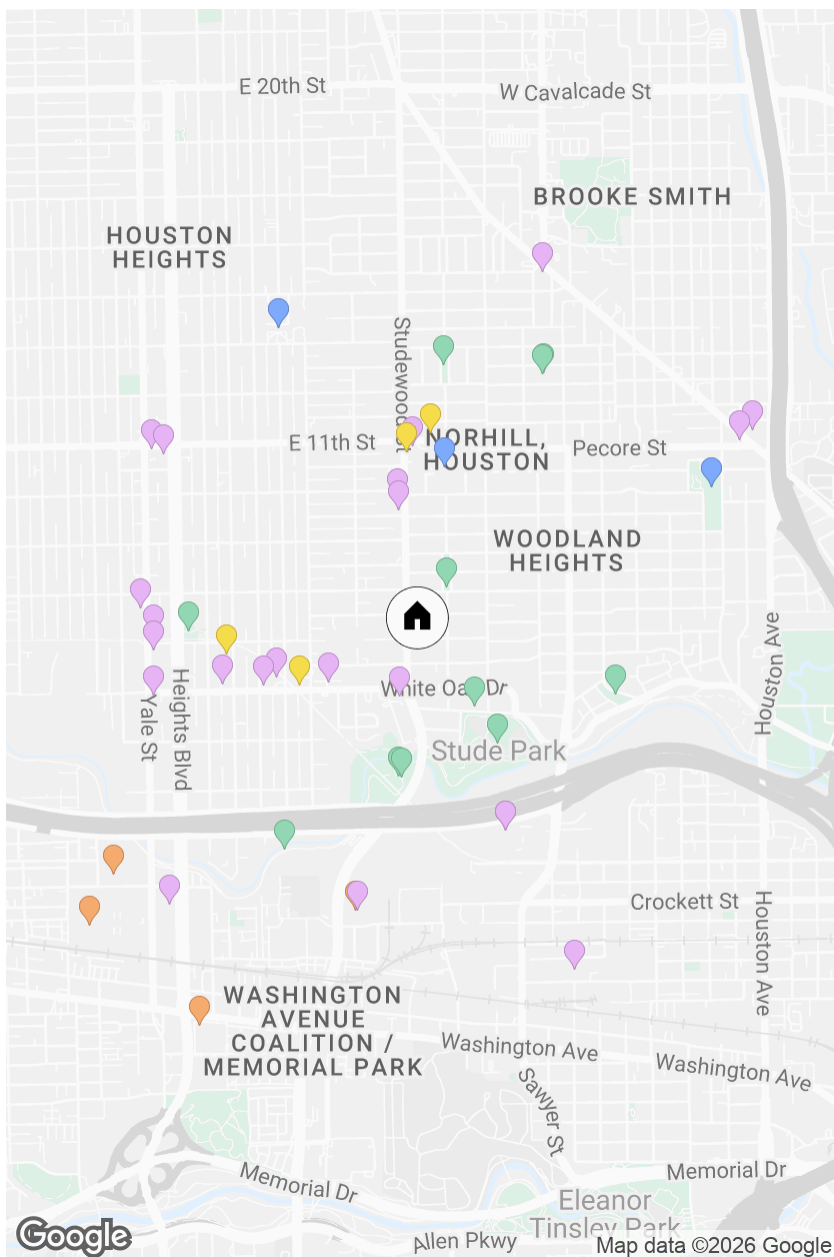 E 20th St
W Cavalcade St
BROOKE SMITH
HOUSTON
HEIGHTS
Studewood St
E 11th St
NORHILL,
HOUSTON
Pecore St
WOODLAND
HEIGHTS
Houston Ave
White Oak Dr
Heights Blvd
Yale St
Stude Park
Crockett St
Houston Ave
WASHINGTON
AVENUE
COALITION /
MEMORIAL PARK
Washington Ave
Washington Ave
Sawyer St
Memorial Dr
Memorial Dr
Eleanor
Tinsley Park
Allen Pkwy
Google
Map data ©2026 Google